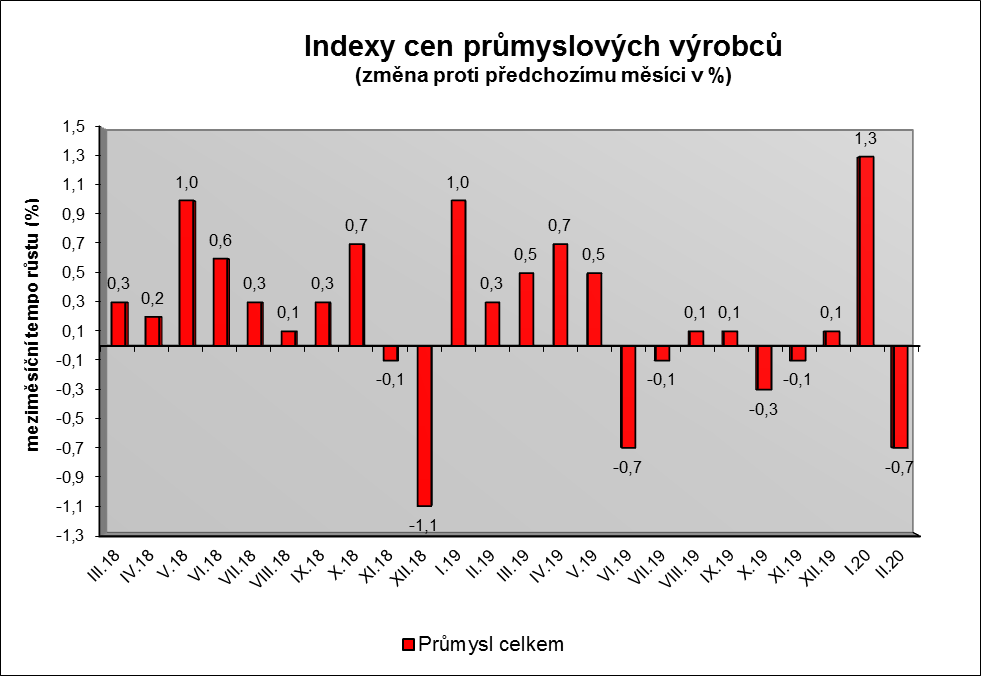 Indexy cen průmyslových výrobců
(změna proti předchozímu měsíci v %)
meziměsíční tempo růstu (%)
1,5
1,3
1,1
0,9
0,7
0,5
0,3
0,1
-0,1
-0,3
-0,5
-0,7
-0,9
-1,1
-1,3
0,3
0,2
1,0
0,6
0,3
0,1
0,3
0,7
-0,1
-1,1
1,0
0,3
0,5
0,7
0,5
-0,7
-0,1
0,1
0,1
-0,3
-0,1
0,1
1,3
-0,7
III.18
IV.18
V.18
VI.18
VII.18
VIII.18
IX.18
X.18
XI.18
XII.18
I.19
II.19
III.19
IV.19
V.19
VI.19
VII.19
VIII.19
IX.19
X.19
XI.19
XII.19
I.20
II.20
Průmysl celkem